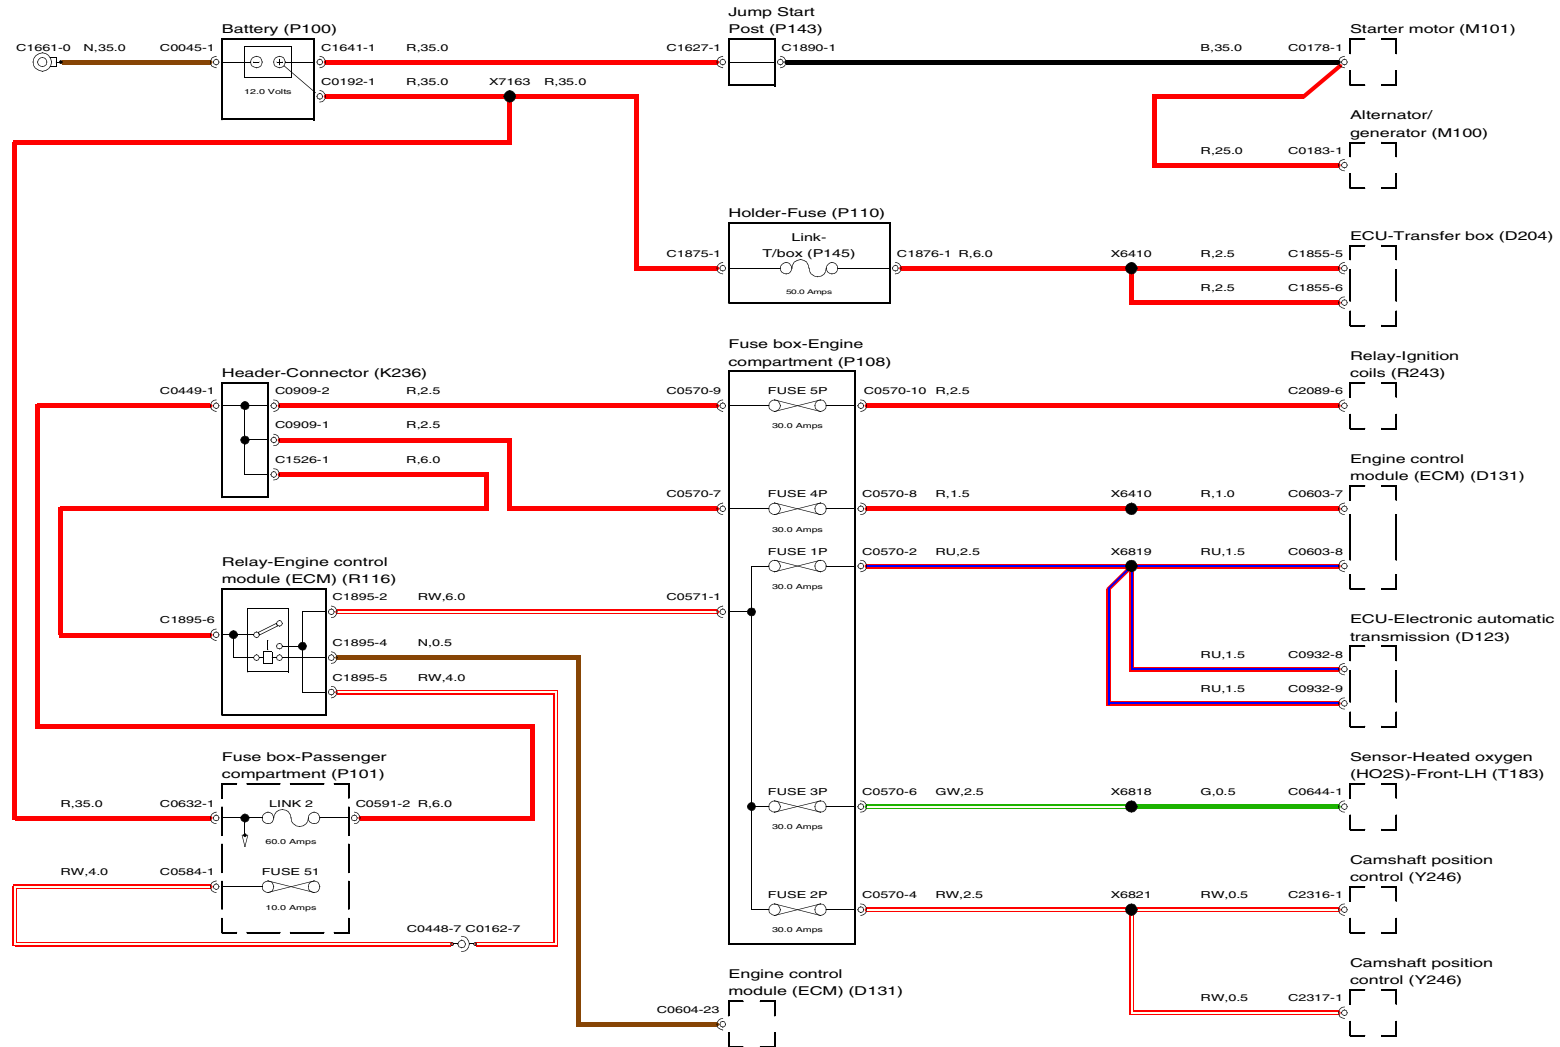 Battery (P100)
C1661-0 N,35.0 C0045-1
C1641-1 R,35.0 C1627-1
C0192-1 R,35.0 X7163 R,35.0
12.0 Volts
Jump Start
Post (P143)
C1890-1 B,35.0 C0178-1
Starter motor (M101)
Alternator/
generator (M100)
R,25.0 C0183-1
Holder-Fuse (P110)
Link-
T/box (P145)
50.0 Amps
C1875-1
C1876-1 R,6.0 X6410 R,2.5 C1855-5
R,2.5 C1855-6
ECU-Transfer box (D204)
Header-Connector (K236)
C0449-1 C0909-2 R,2.5 C0570-9
C0909-1 R,2.5
C1526-1 R,6.0
C0570-7
Fuse box-Engine
compartment (P108)
FUSE 5P
30.0 Amps
C0570-10 R,2.5 C2089-6
Relay-Ignition
coils (R243)
FUSE 4P
30.0 Amps
C0570-8 R,1.5 X6410 R,1.0 C0603-7
Engine control
module (ECM) (D131)
FUSE 1P
30.0 Amps
C0570-2 RU,2.5 X6819 RU,1.5 C0603-8
ECU-Electronic automatic
transmission (D123)
RU,1.5 C0932-8
RU,1.5 C0932-9
Relay-Engine control
module (ECM) (R116)
C1895-6
C1895-2 RW,6.0 C0571-1
C1895-4 N,0.5
C1895-5 RW,4.0
Fuse box-Passenger
compartment (P101)
R,35.0 C0632-1 LINK 2 C0591-2 R,6.0
60.0 Amps
RW,4.0 C0584-1 FUSE 51
10.0 Amps
C0448-7 C0162-7
FUSE 3P
30.0 Amps
C0570-6 GW,2.5 X6818 G,0.5 C0644-1
Sensor-Heated oxygen
(HO2S)-Front-LH (T183)
FUSE 2P
30.0 Amps
C0570-4 RW,2.5 X6821 RW,0.5 C2316-1
Camshaft position
control (Y246)
Camshaft position
control (Y246)
RW,0.5 C2317-1
Engine control
module (ECM) (D131)
C0604-23